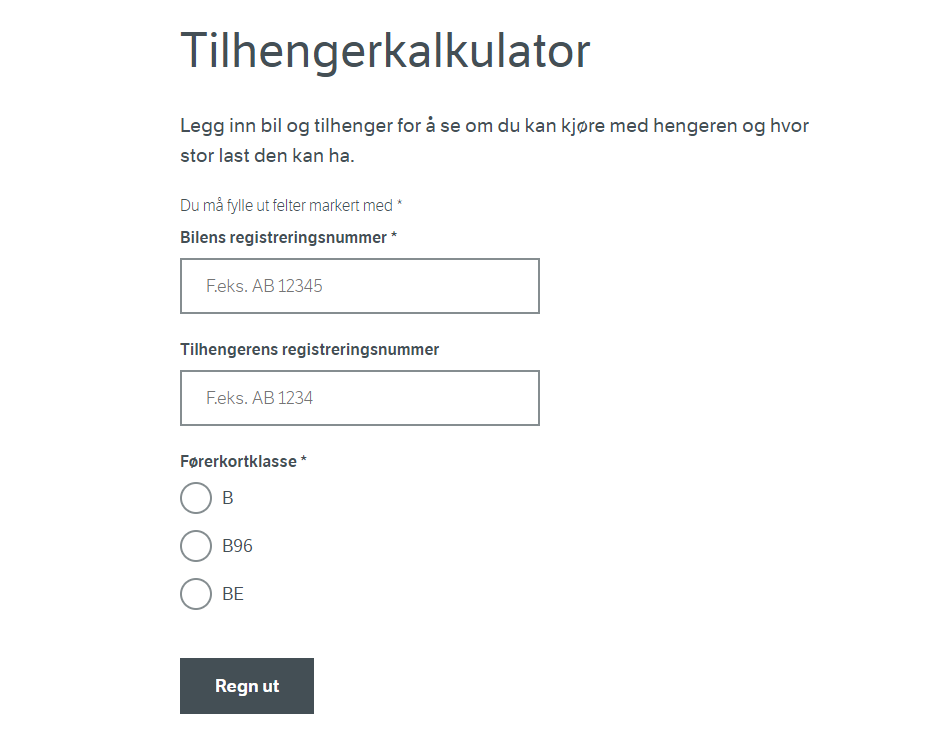 Tilhengerkalkulator
Legg inn bil og tilhenger for å se om du kan kjøre med hengeren og hvor
stor last den kan ha.
Du må fylle ut felter markert med *
Bilens registreringsnummer *
F.eks. AB 12345
Tilhengerens registreringsnummer
F.eks. AB 1234
Førerkortklasse *
B
B96
BE
Regn ut